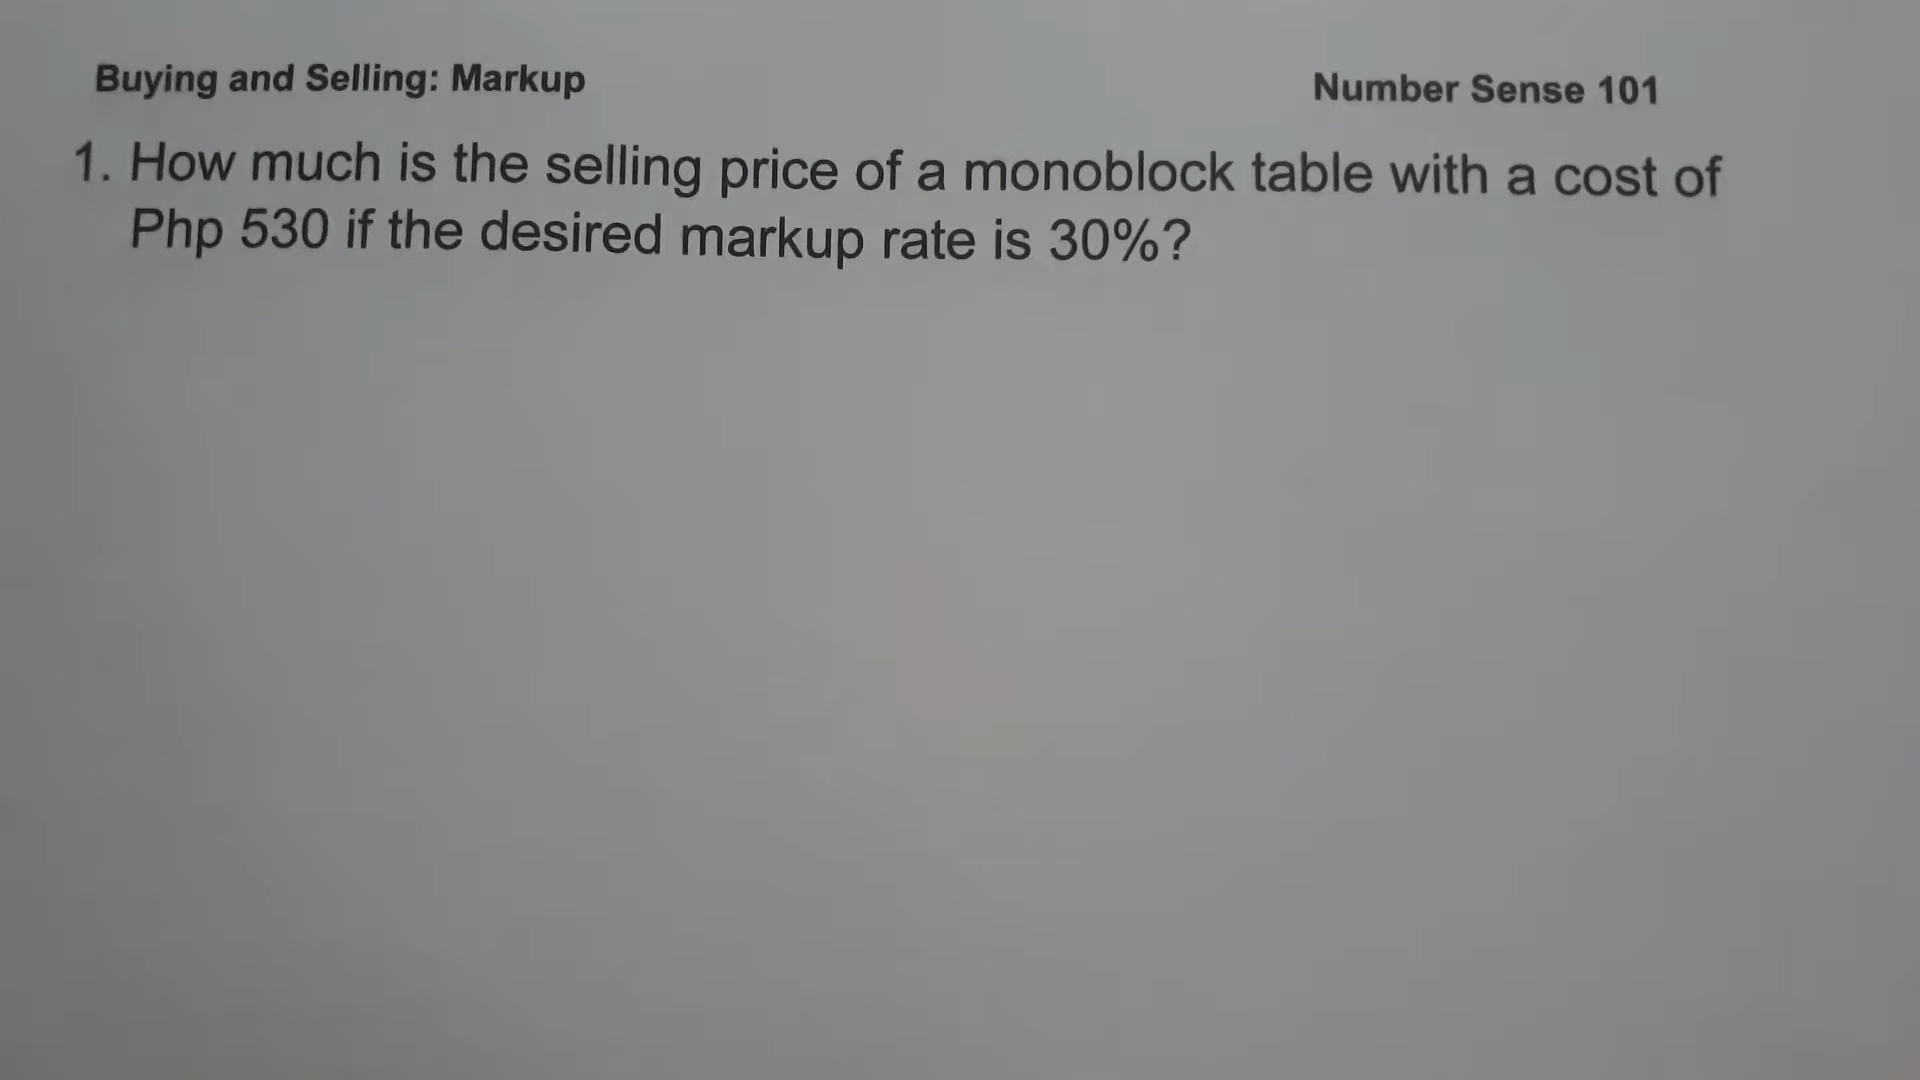 Buying and Selling: Markup
Number Sense 101
1. How much is the selling price of a monoblock table with a cost of
Php 530 if the desired markup rate is 30%?